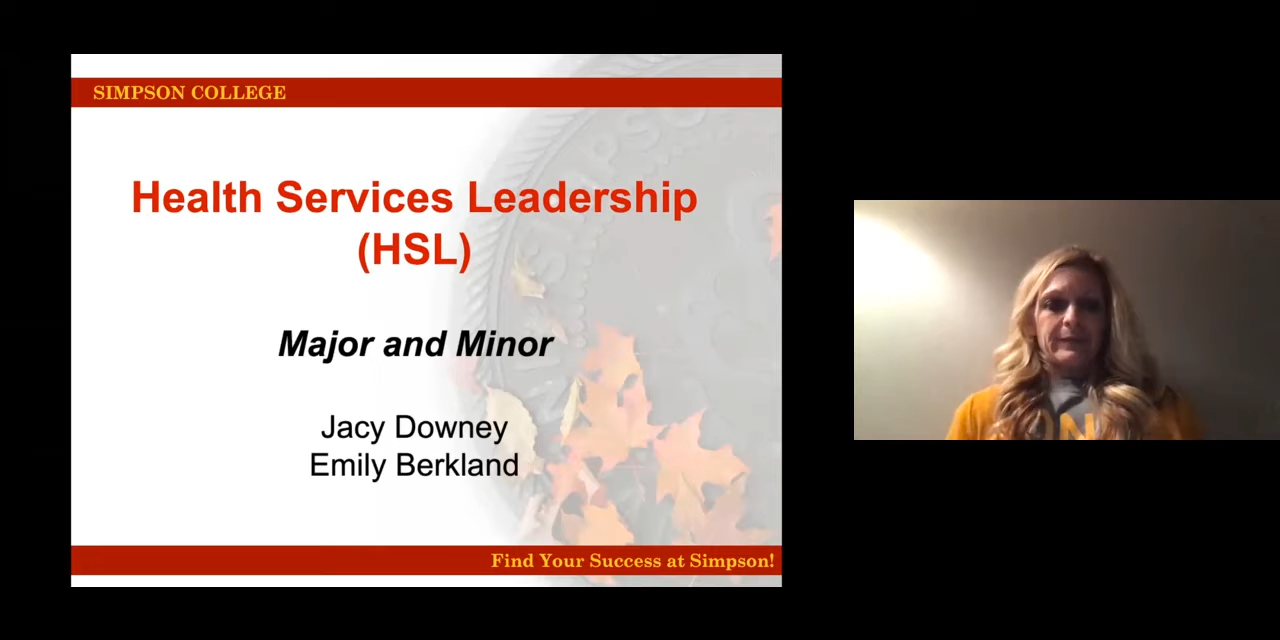 SIMPSON COLLEGE
Health Services Leadership
(HSL)
Major and Minor
Jacy Downey
Emily Berkland
Find Your Success at Simpson!